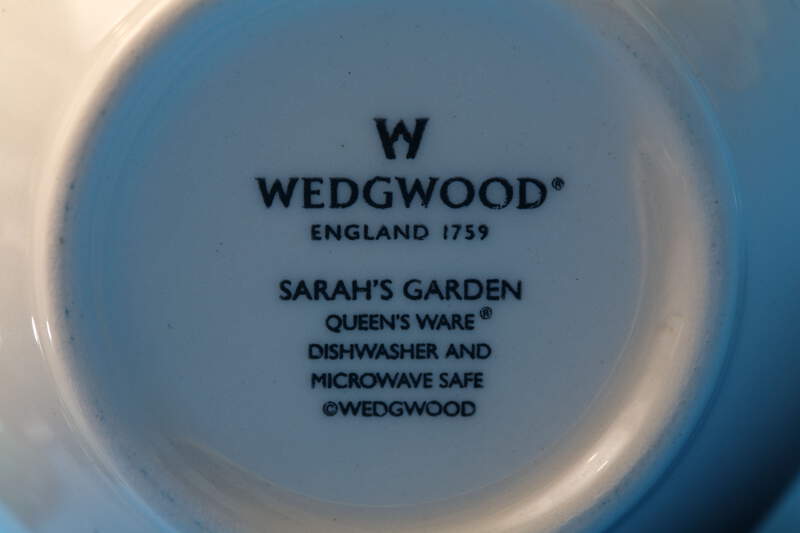 W
WEDGWOOD®
ENGLAND 1759
SARAH'S GARDEN
QUEEN'S WARE®
DISHWASHER AND
MICROWAVE SAFE
©WEDGWOOD